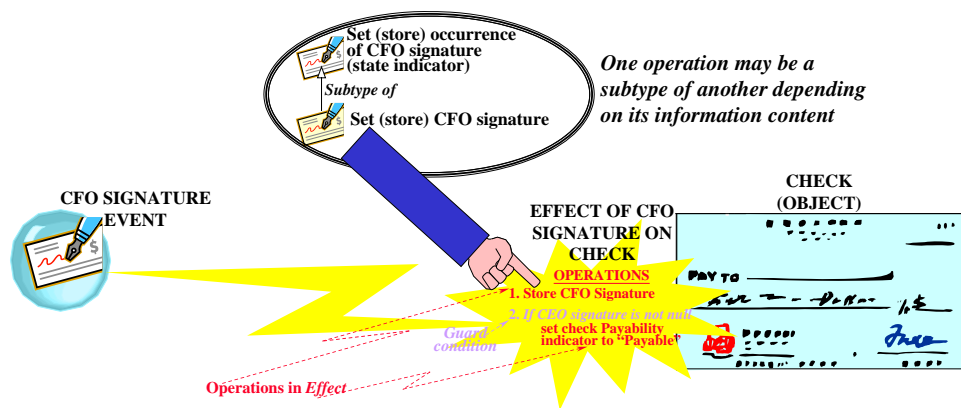 Set (store) occurrence
of CFO signature
(state indicator)
Subtype of
Set (store) CFO signature
One operation may be a
subtype of another depending
on its information content
CFO SIGNATURE
EVENT
EFFECT OF CFO
SIGNATURE ON
CHECK
OPERATIONS
1. Store CFO Signature
2. If CEO signature is not null
set check Payability
indicator to “Payable”
Guard
condition
Operations in Effect
CHECK
(OBJECT)
PAY TO
$